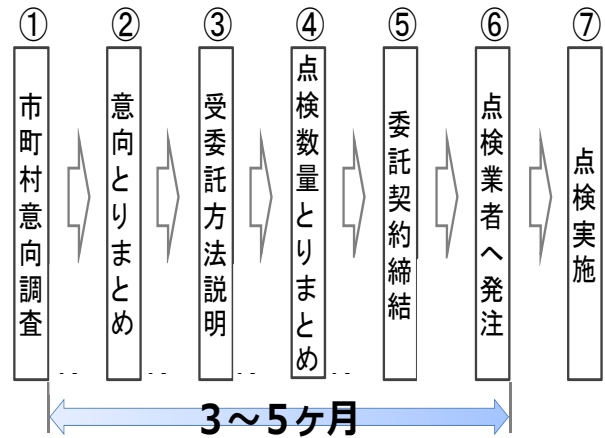 ①
市町村意向調査
②
意向とりまとめ
③
受委託方法説明
④
点検数量とりまとめ
⑤
委託契約締結
⑥
点検業者へ発注
⑦
点検実施
3～5ヶ月